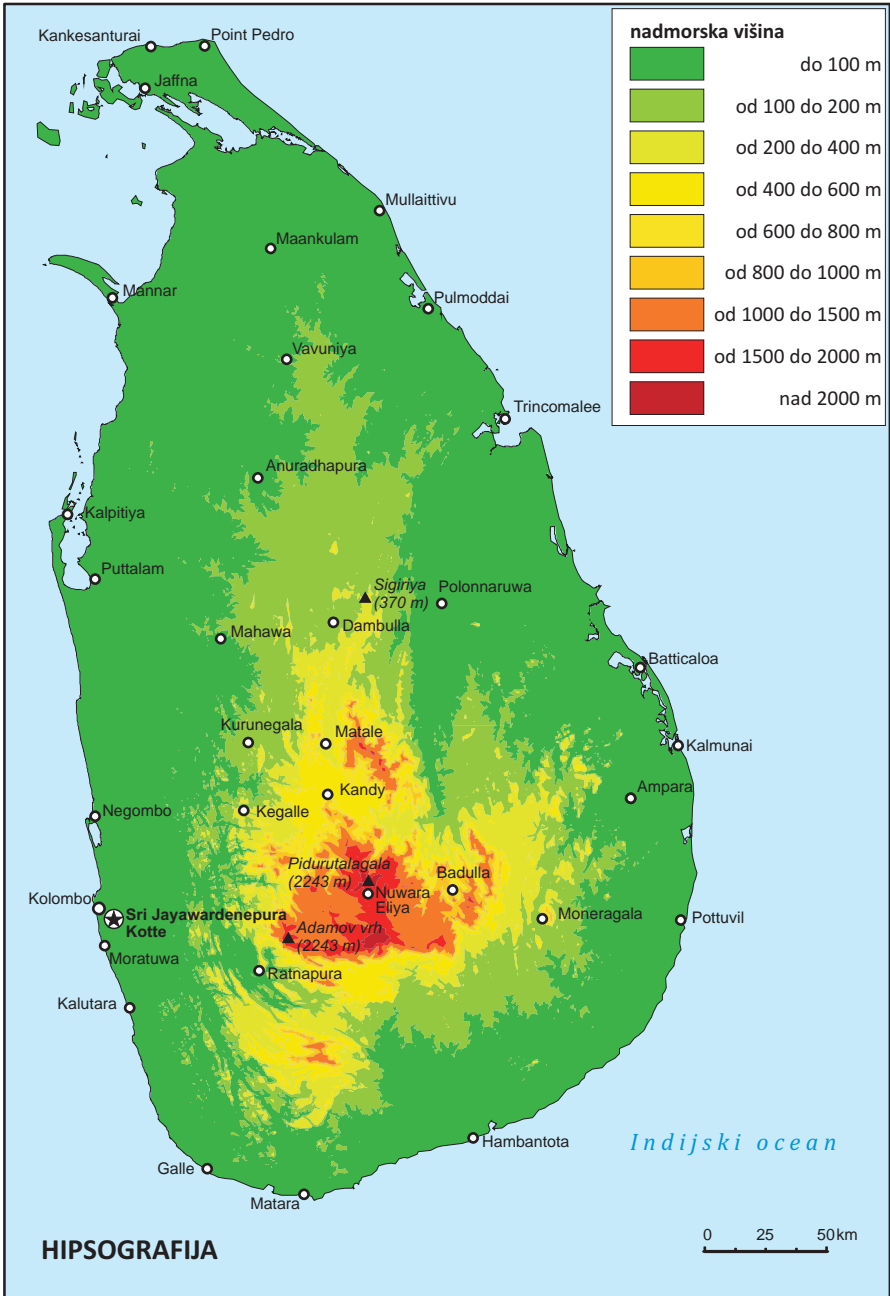 Kankesanturai
Point Pedro
Jaffna
nadmorska višina
do 100 m
od 100 do 200 m
od 200 do 400 m
od 400 do 600 m
od 600 do 800 m
od 800 do 1000 m
od 1000 do 1500 m
od 1500 do 2000 m
nad 2000 m
Mullaittivu
Maankulam
Mannar
Pulmoddai
Vavuniya
Trincomalee
Anuradhapura
Kalpitiya
Puttalam
Sigiriya
(370 m)
Polonnaruwa
Dambulla
Mahawa
Batticaloa
Kurunegala
Matale
Kalmunai
Kandy
Ampara
Kegalle
Negombo
Pidurutalagala
(2243 m)
Badulla
Nuwara
Eliya
Kolombo
Sri Jayawardenepura
Kotte
Moneragala
Pottuvil
Adamov vrh
(2243 m)
Moratuwa
Ratnapura
Kalutara
Hambantota
Indijski ocean
Galle
Matara
HIPSOGRAFIJA
0 25 50 km